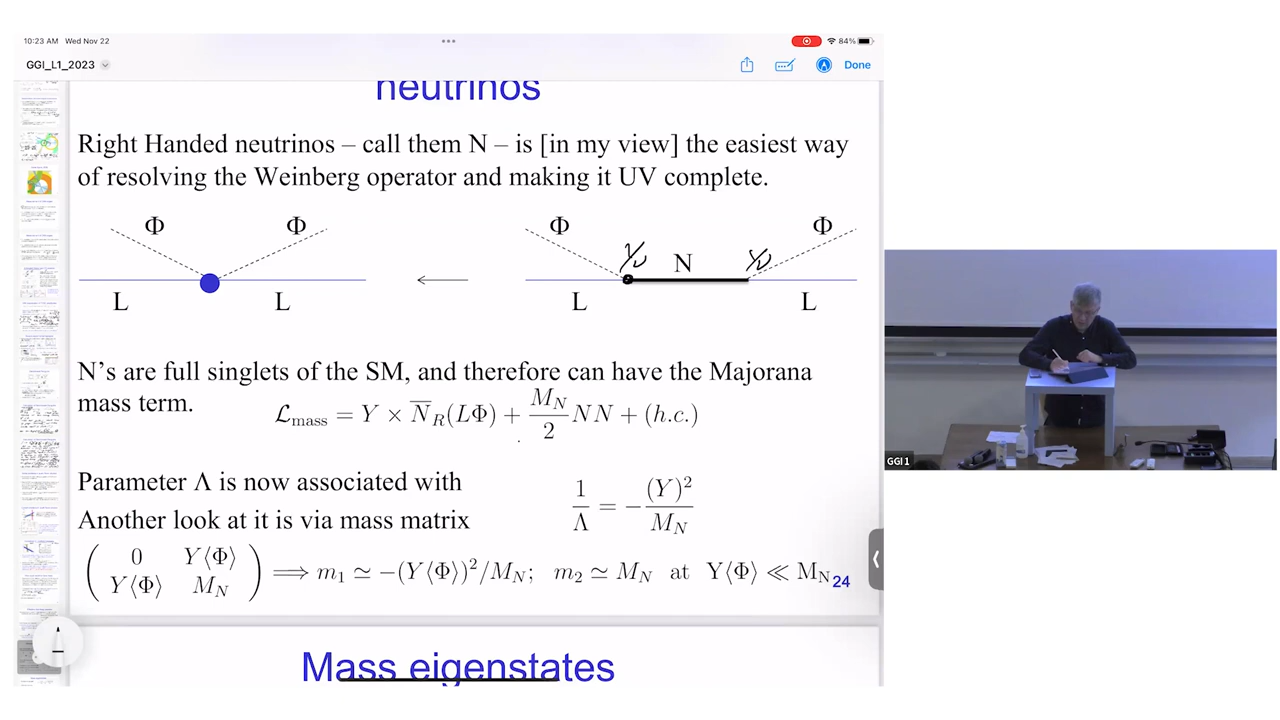 10:23 AM Wed Nov 22
84%
GGI_L1_2023
Done
neutrinos
Right Handed neutrinos – call them N – is [in my view] the easiest way
of resolving the Weinberg operator and making it UV complete.
Φ Φ Φ Φ
N
L L L L
N's are full singlets of the SM, and therefore can have the Majorana
mass term.
ℒmass = Y × N̅_R(LΦ) + M_N/2 NN + (h.c.)
Parameter Λ is now associated with
1/Λ = −(Y)²/M_N
Another look at it is via mass matrix
( 0 Y⟨Φ⟩
Y⟨Φ⟩ M_N ) ⟹ m₁ ≃ −(Y⟨Φ⟩)²/M_N; m₂ ≃ M_N at Y⟨Φ⟩ ≪ M_N
24
Mass eigenstates
GGI 1